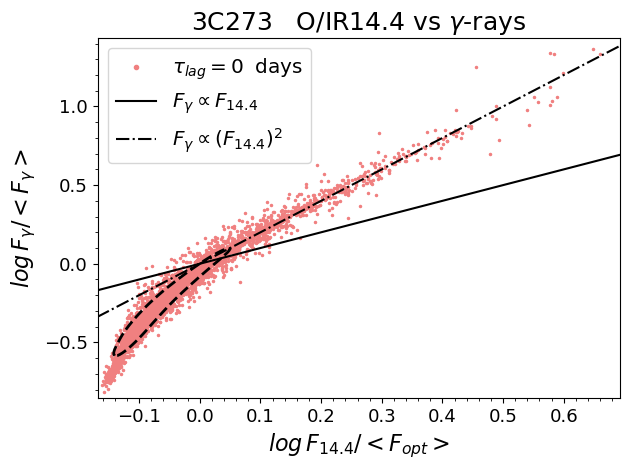 3C273 O/IR14.4 vs γ-rays
τ_lag = 0 days
F_γ ∝ F_14.4
F_γ ∝ (F_14.4)^2
log F_γ/<F_γ>
1.0
0.5
0.0
−0.5
−0.1 0.0 0.1 0.2 0.3 0.4 0.5 0.6
log F_14.4/<F_opt>